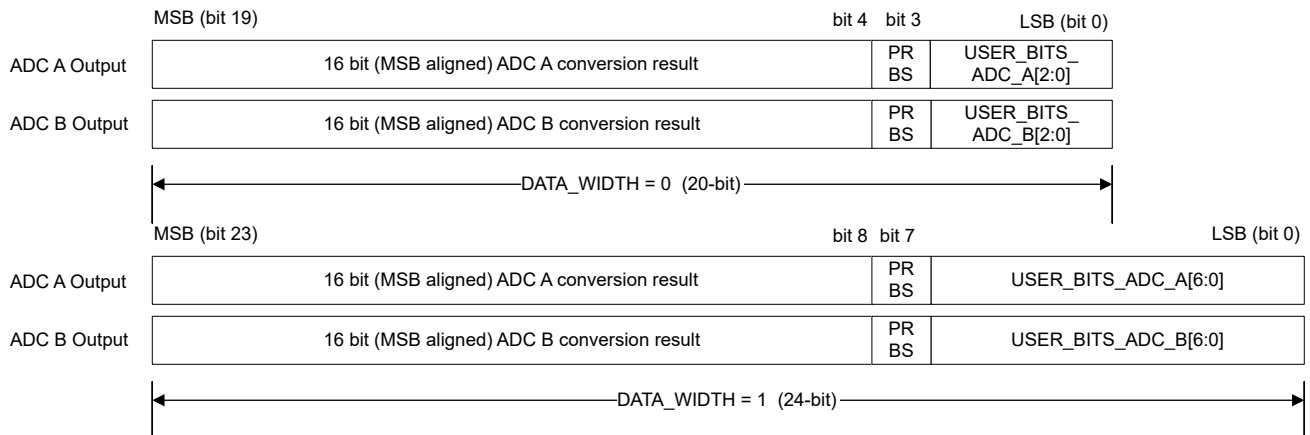 MSB (bit 19) bit 4 bit 3 LSB (bit 0)
ADC A Output 16 bit (MSB aligned) ADC A conversion result PR BS USER_BITS_ ADC_A[2:0]
ADC B Output 16 bit (MSB aligned) ADC B conversion result PR BS USER_BITS_ ADC_B[2:0]
DATA_WIDTH = 0 (20-bit)
MSB (bit 23) bit 8 bit 7 LSB (bit 0)
ADC A Output 16 bit (MSB aligned) ADC A conversion result PR BS USER_BITS_ADC_A[6:0]
ADC B Output 16 bit (MSB aligned) ADC B conversion result PR BS USER_BITS_ADC_B[6:0]
DATA_WIDTH = 1 (24-bit)